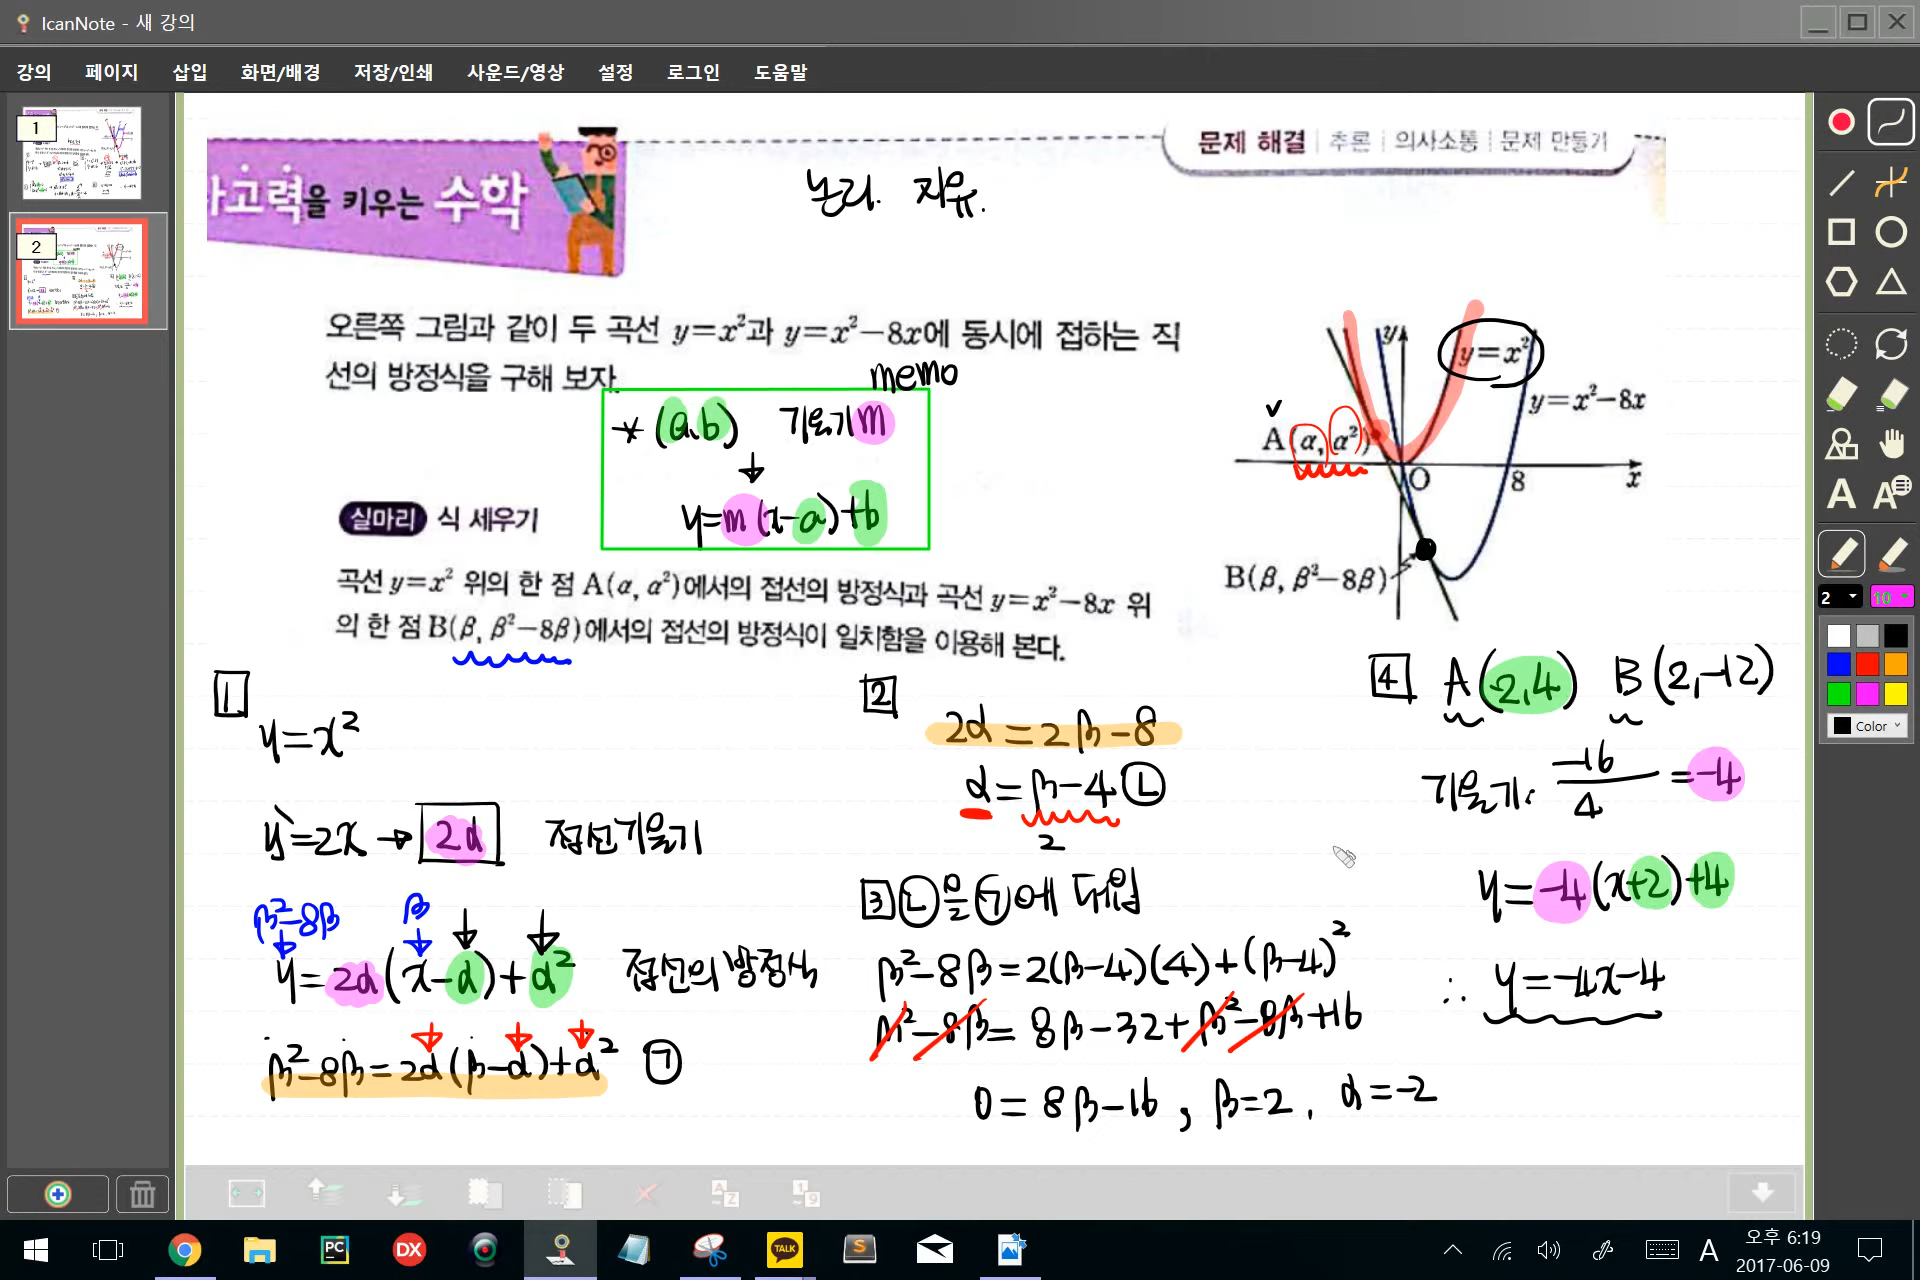 IcanNote - 새 강의
강의 페이지 삽입 화면/배경 저장/인쇄 사운드/영상 설정 로그인 도움말
1
2
사고력을 키우는 수학
논리. 자유.
문제 해결 | 추론 | 의사소통 | 문제 만들기
오른쪽 그림과 같이 두 곡선 y=x²과 y=x²-8x에 동시에 접하는 직
선의 방정식을 구해 보자
memo
* (a, b) 기울기 m
↓
y=m(x-a)+b
실마리 식 세우기
곡선 y=x² 위의 한 점 A(α, α²)에서의 접선의 방정식과 곡선 y=x²-8x 위
의 한 점 B(β, β²-8β)에서의 접선의 방정식이 일치함을 이용해 본다.
y
y=x²
y=x²-8x
A(α, α²)
O
8
x
B(β, β²-8β)
1
y=x²
y`=2x → 2α 접선기울기
β²-8β β
y=2α(x-α)+α² 접선의 방정식
β²-8β=2α(β-α)+α² ㉠
2
2α=2β-8
α=β-4 ㉡
2
3 ㉡을 ㉠에 대입
β²-8β=2(β-4)(4)+(β-4)²
β²-8β=8β-32+β²-8β+16
0=8β-16, β=2, α=-2
4 A(-2,4) B(2,-12)
기울기: -16/4 = -4
y=-4(x+2)+4
∴ y=-4x-4
2
10
Color
A
오후 6:19
2017-06-09
PC
DX
TALK
S